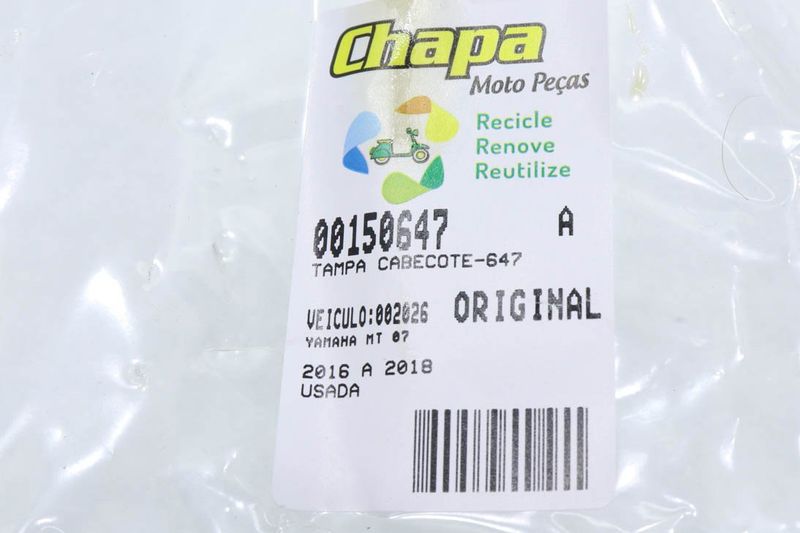 Chapa
Moto Peças
Recicle
Renove
Reutilize
00150647 A
TAMPA CABECOTE-647
VEICULO:002026 ORIGINAL
YAMAHA MT 07
2016 A 2018
USADA